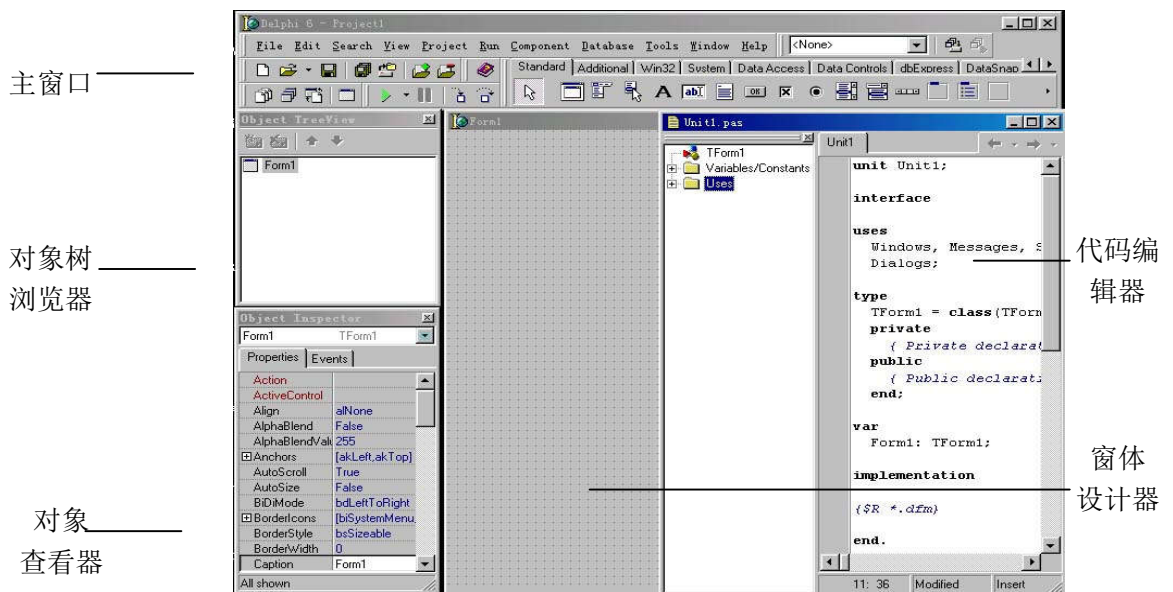 Delphi 6 - Project1
File Edit Search View Project Run Component Database Tools Window Help <None>
Standard Additional Win32 System Data Access Data Controls dbExpress DataSnap
主窗口
Object TreeView
Form1
对象树
浏览器
Object Inspector
Form1 TForm1
Properties Events
Action
ActiveControl
Align alNone
AlphaBlend False
AlphaBlendValu 255
Anchors [akLeft,akTop]
AutoScroll True
AutoSize False
BiDiMode bdLeftToRight
BorderIcons [biSystemMenu,
BorderStyle bsSizeable
BorderWidth 0
Caption Form1
All shown
对象
查看器
Form1
Unit1.pas
TForm1
Variables/Constants
Uses
Unit1
unit Unit1;
interface
uses
Windows, Messages, S
Dialogs;
type
TForm1 = class(TForm
private
{ Private declarat
public
{ Public declarati
end;
var
Form1: TForm1;
implementation
{$R *.dfm}
end.
11: 36 Modified Insert
代码编
辑器
窗体
设计器